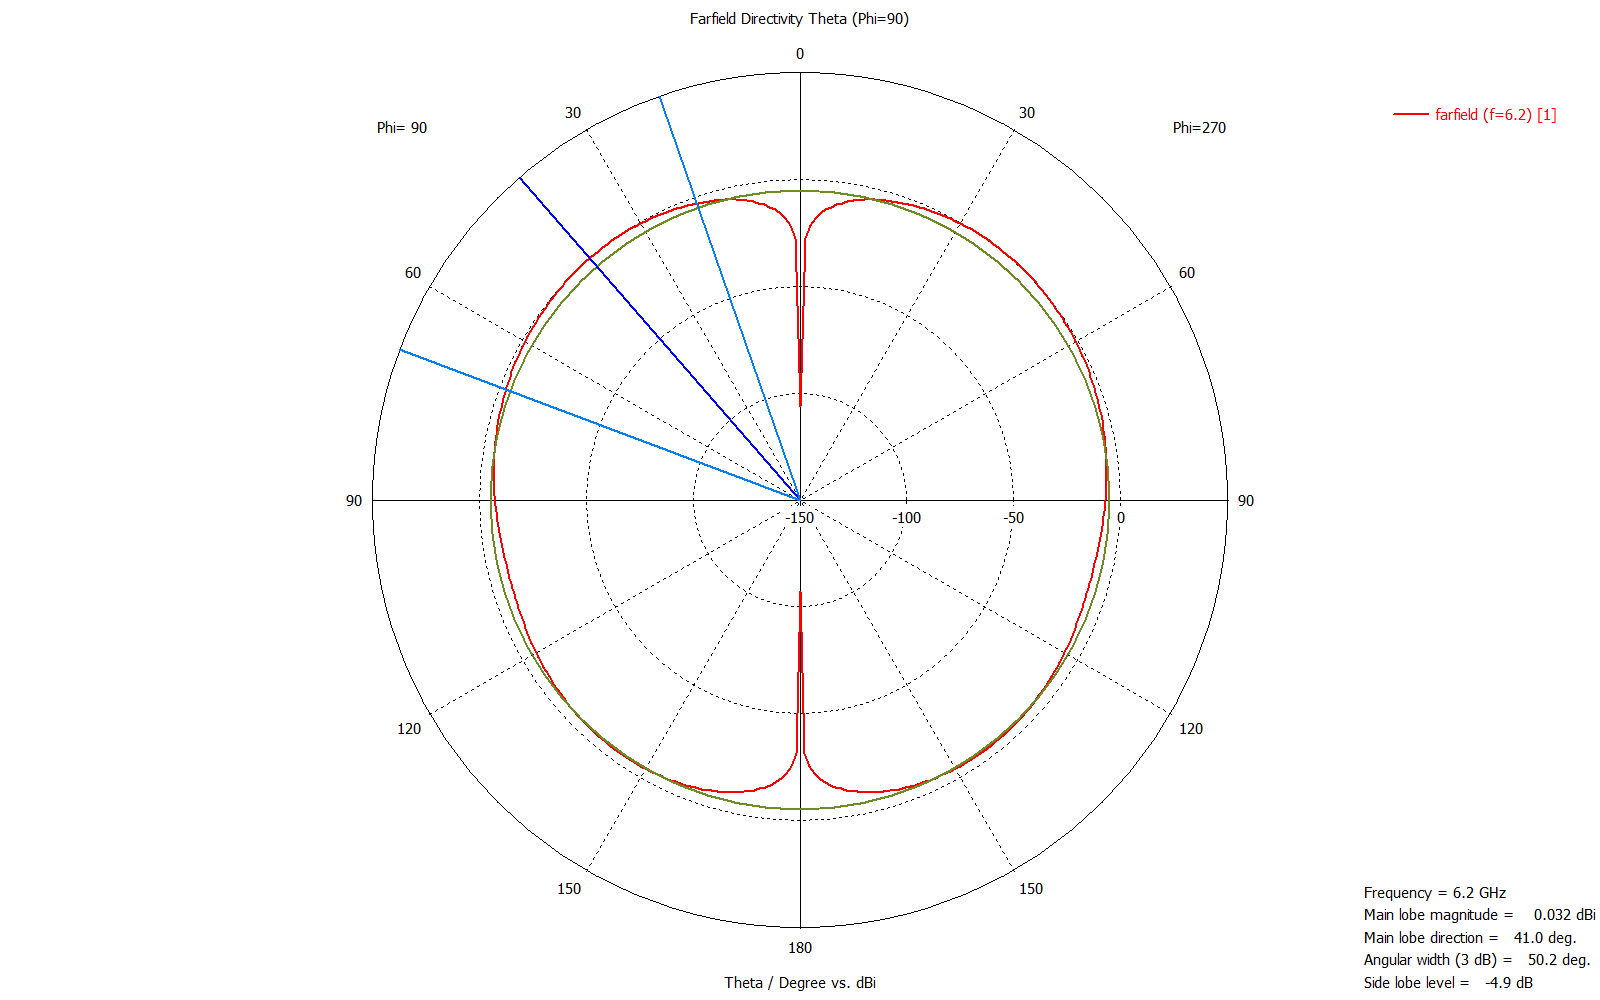 Farfield Directivity Theta (Phi=90)
0
30
30
Phi= 90
Phi=270
farfield (f=6.2) [1]
60
60
90
90
-150
-100
-50
0
120
120
150
150
180
Theta / Degree vs. dBi
Frequency = 6.2 GHz
Main lobe magnitude = 0.032 dBi
Main lobe direction = 41.0 deg.
Angular width (3 dB) = 50.2 deg.
Side lobe level = -4.9 dB